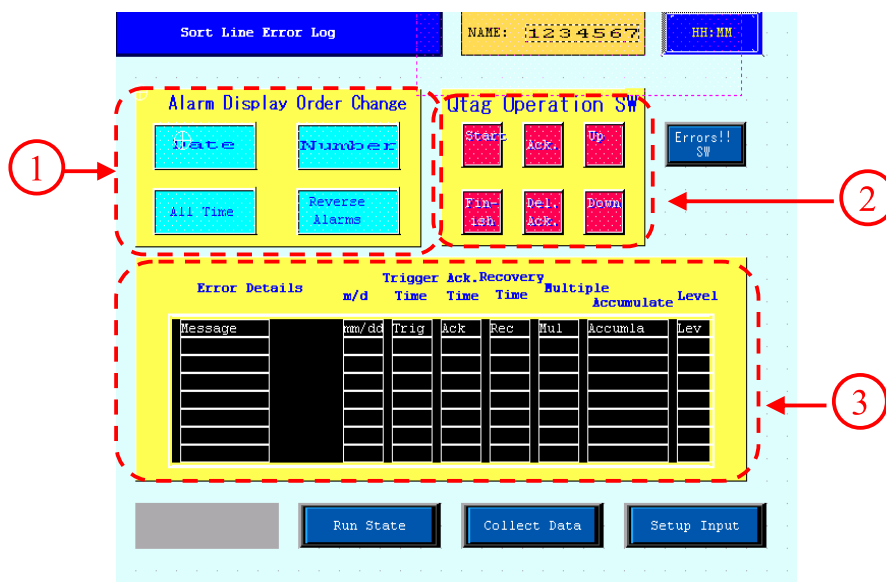 Sort Line Error Log
NAME: 1234567
HH:MM
Alarm Display Order Change
Date
Number
All Time
Reverse
Alarms
1
Qtag Operation SW
Start
Ack.
Up
Fin-
ish
Del.
Ack.
Down
Errors!!
SW
2
Error Details
m/d
Trigger
Time
Ack.
Time
Recovery
Time
Multiple
Accumulate
Level
Message mm/dd Trig Ack Rec Mul Accumla Lev
3
Run State
Collect Data
Setup Input